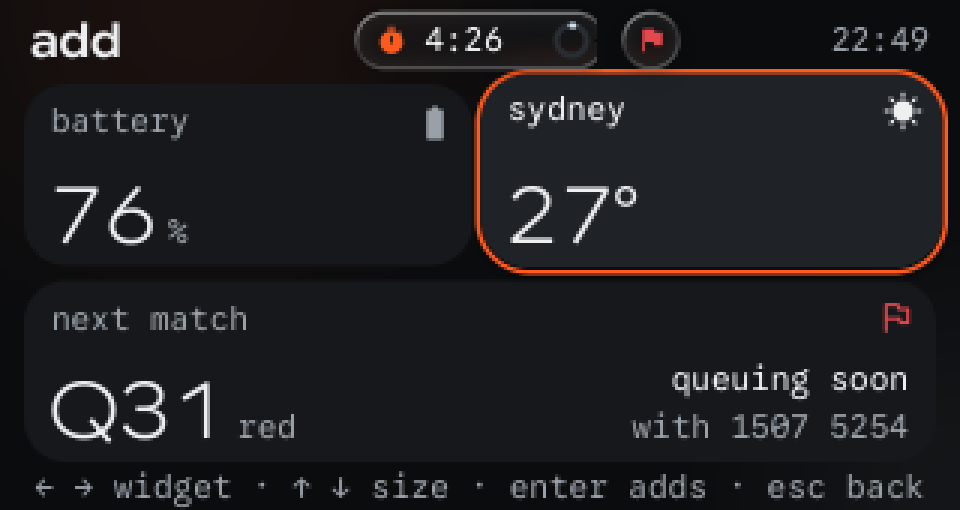 add 4:26 22:49
battery
76 %
sydney
27°
next match
Q31 red
queuing soon
with 1507 5254
← → widget · ↑ ↓ size · enter adds · esc back